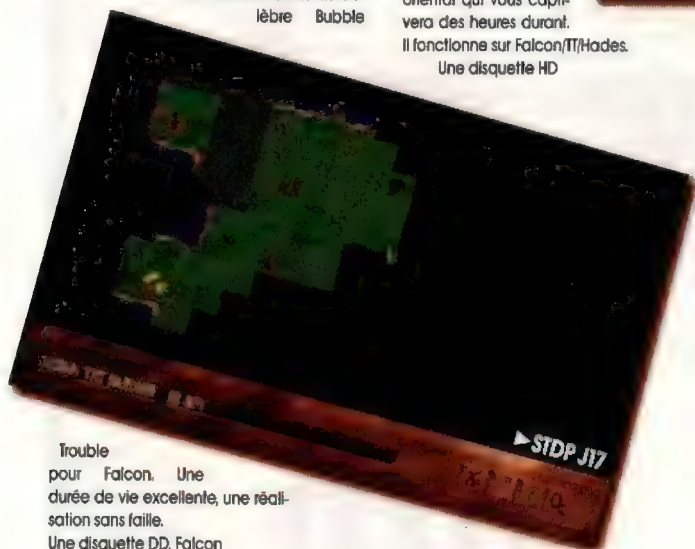 lèbre Bubble
oriental qui vous capti-
vera des heures durant.
Il fonctionne sur Falcon/TT/Hades.
Une disquette HD
▶STDP J17
Trouble
pour Falcon. Une
durée de vie excellente, une réali-
sation sans faille.
Une disquette DD, Falcon